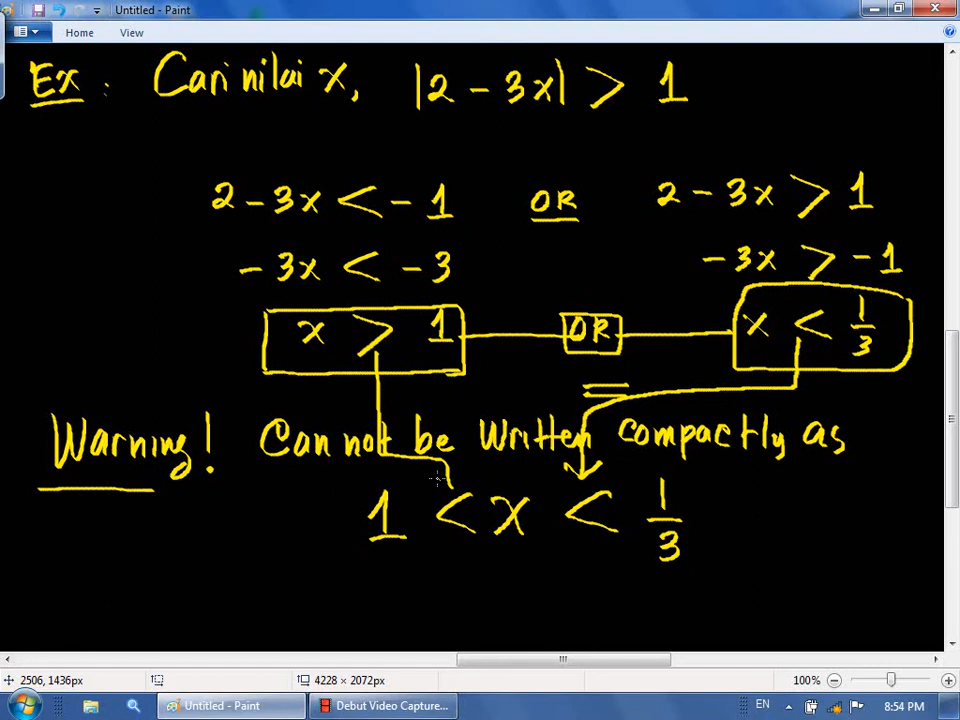 Untitled - Paint
Home View
Ex : Cari nilai x, |2 - 3x| > 1
2 - 3x < - 1 OR 2 - 3x > 1
- 3x < - 3 - 3x > - 1
x > 1 OR x < 1/3
Warning! Can not be written compactly as
1 < x < 1/3
2506, 1436px 4228 × 2072px 100%
Untitled - Paint Debut Video Capture... EN 8:54 PM